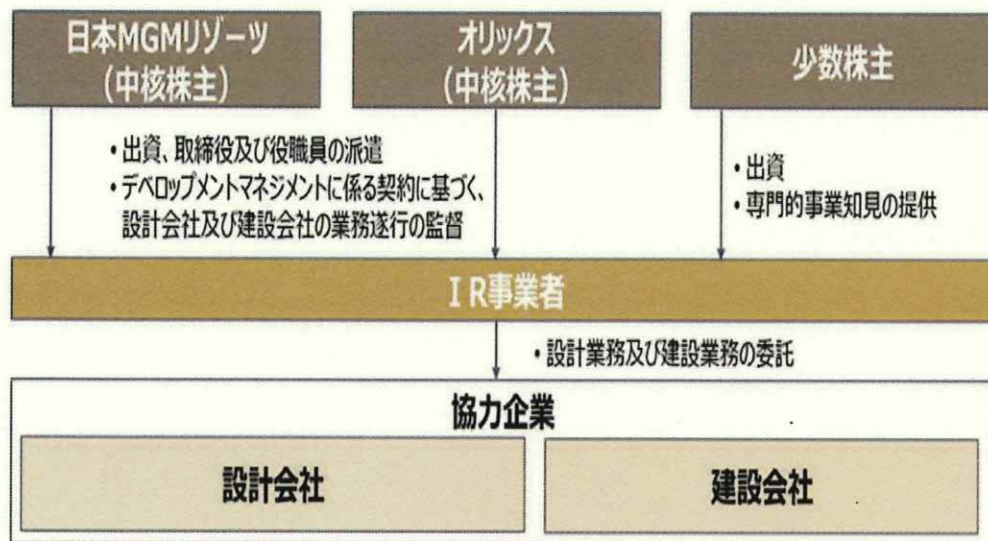 日本MGMリゾーツ
(中核株主)
オリックス
(中核株主)
少数株主
・出資、取締役及び役職員の派遣
・デベロップメントマネジメントに係る契約に基づく、
設計会社及び建設会社の業務遂行の監督
・出資
・専門的事業知見の提供
ＩＲ事業者
・設計業務及び建設業務の委託
協力企業
設計会社
建設会社